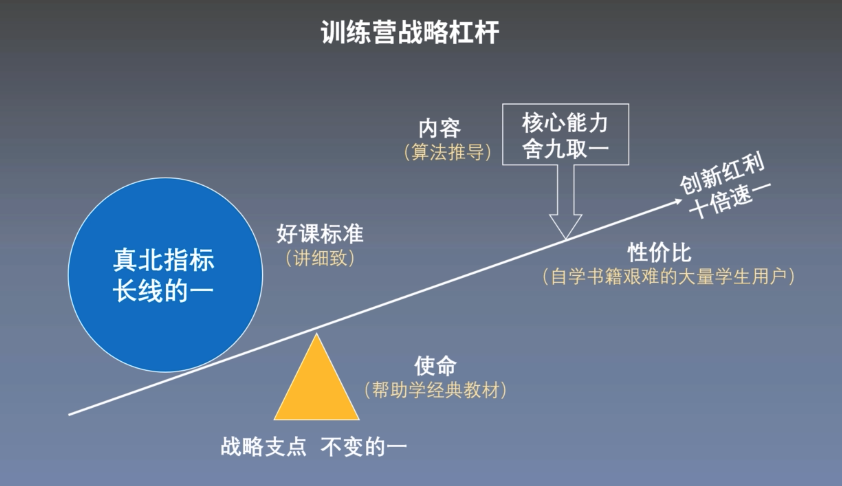 训练营战略杠杆
内容
（算法推导）
核心能力
舍九取一
创新红利
十倍速一
真北指标
长线的一
好课标准
（讲细致）
性价比
（自学书籍艰难的大量学生用户）
使命
（帮助学经典教材）
战略支点 不变的一